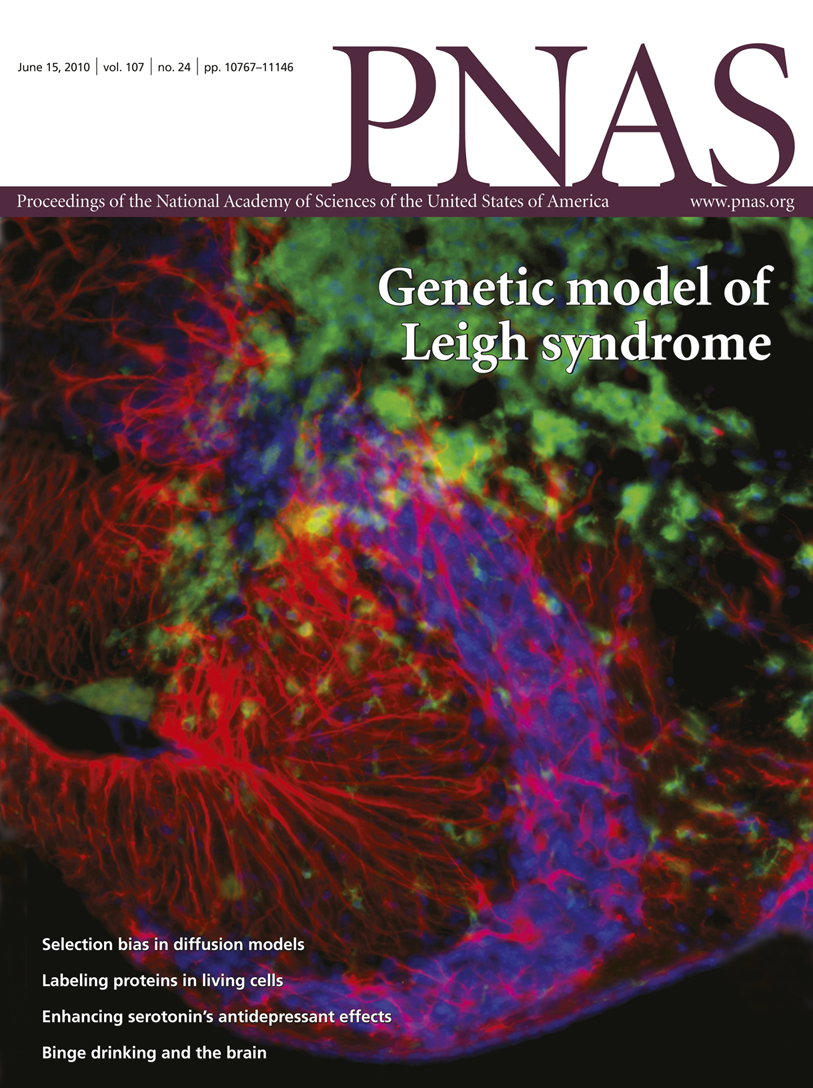 June 15, 2010 | vol. 107 | no. 24 | pp. 10767–11146
PNAS
Proceedings of the National Academy of Sciences of the United States of America www.pnas.org
Genetic model of
Leigh syndrome
Selection bias in diffusion models
Labeling proteins in living cells
Enhancing serotonin's antidepressant effects
Binge drinking and the brain